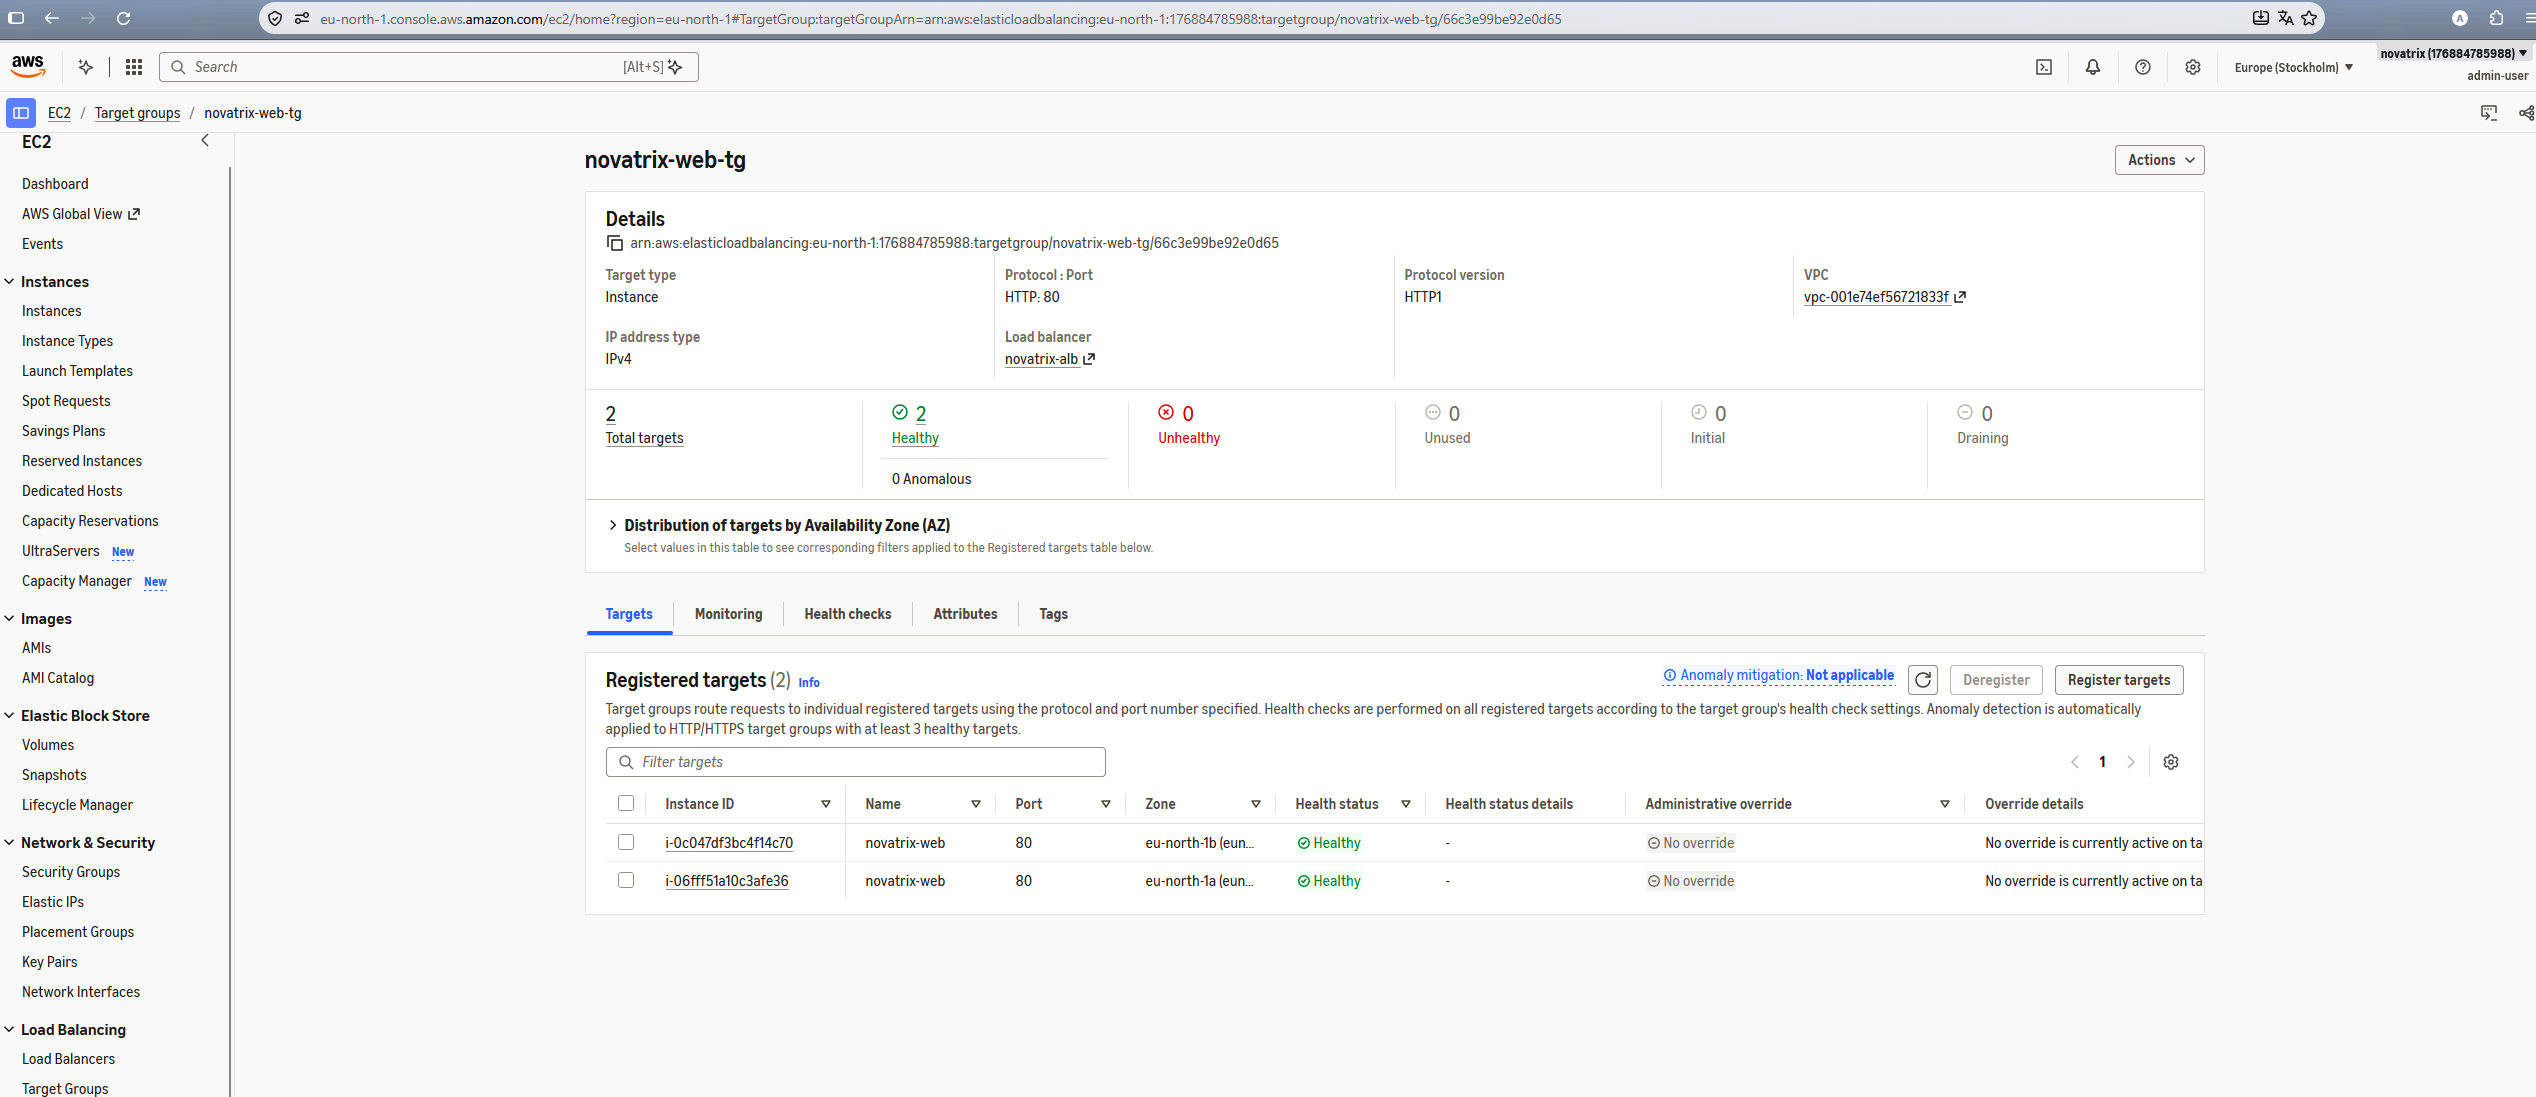 eu-north-1.console.aws.amazon.com/ec2/home?region=eu-north-1#TargetGroup:targetGroupArn=arn:aws:elasticloadbalancing:eu-north-1:176884785988:targetgroup/novatrix-web-tg/66c3e99be92e0d65
A
aws
Search
[Alt+S]
Europe (Stockholm)
novatrix (176884785988)
admin-user
EC2 / Target groups / novatrix-web-tg
EC2
Dashboard
AWS Global View
Events
Instances
Instances
Instance Types
Launch Templates
Spot Requests
Savings Plans
Reserved Instances
Dedicated Hosts
Capacity Reservations
UltraServers New
Capacity Manager New
Images
AMIs
AMI Catalog
Elastic Block Store
Volumes
Snapshots
Lifecycle Manager
Network & Security
Security Groups
Elastic IPs
Placement Groups
Key Pairs
Network Interfaces
Load Balancing
Load Balancers
Target Groups
novatrix-web-tg
Actions
Details
arn:aws:elasticloadbalancing:eu-north-1:176884785988:targetgroup/novatrix-web-tg/66c3e99be92e0d65
Target type
Instance
Protocol : Port
HTTP: 80
Protocol version
HTTP1
VPC
vpc-001e74ef56721833f
IP address type
IPv4
Load balancer
novatrix-alb
2
Total targets
2
Healthy
0 Anomalous
0
Unhealthy
0
Unused
0
Initial
0
Draining
Distribution of targets by Availability Zone (AZ)
Select values in this table to see corresponding filters applied to the Registered targets table below.
Targets
Monitoring
Health checks
Attributes
Tags
Registered targets (2) Info
Anomaly mitigation: Not applicable
Deregister
Register targets
Target groups route requests to individual registered targets using the protocol and port number specified. Health checks are performed on all registered targets according to the target group's health check settings. Anomaly detection is automatically
applied to HTTP/HTTPS target groups with at least 3 healthy targets.
Filter targets
1
Instance ID Name Port Zone Health status Health status details Administrative override Override details
i-0c047df3bc4f14c70 novatrix-web 80 eu-north-1b (eun... Healthy - No override No override is currently active on ta
i-06fff51a10c3afe36 novatrix-web 80 eu-north-1a (eun... Healthy - No override No override is currently active on ta